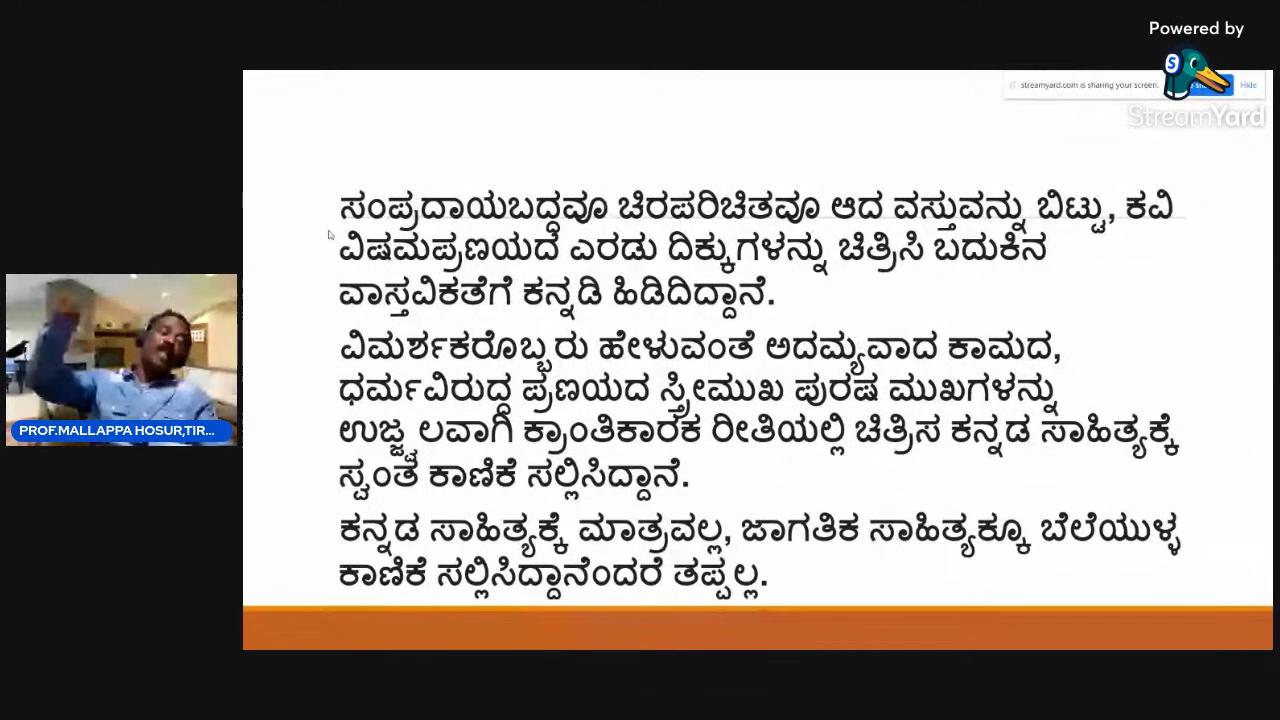 Powered by
streamyard.com is sharing your screen.
Hide
StreamYard
ಸಂಪ್ರದಾಯಬದ್ದವೂ ಚಿರಪರಿಚಿತವೂ ಆದ ವಸ್ತುವನ್ನು ಬಿಟ್ಟು, ಕವಿ
ವಿಷಮಪ್ರಣಯದ ಎರಡು ದಿಕ್ಕುಗಳನ್ನು ಚಿತ್ರಿಸಿ ಬದುಕಿನ
ವಾಸ್ತವಿಕತೆಗೆ ಕನ್ನಡಿ ಹಿಡಿದಿದ್ದಾನೆ.
ವಿಮರ್ಶಕರೊಬ್ಬರು ಹೇಳುವಂತೆ ಅದಮ್ಯವಾದ ಕಾಮದ,
ಧರ್ಮವಿರುದ್ದ ಪ್ರಣಯದ ಸ್ತ್ರೀಮುಖ ಪುರಷ ಮುಖಗಳನ್ನು
ಉಜ್ಜ್ವಲವಾಗಿ ಕ್ರಾಂತಿಕಾರಕ ರೀತಿಯಲ್ಲಿ ಚಿತ್ರಿಸ ಕನ್ನಡ ಸಾಹಿತ್ಯಕ್ಕೆ
ಸ್ವಂತ ಕಾಣಿಕೆ ಸಲ್ಲಿಸಿದ್ದಾನೆ.
ಕನ್ನಡ ಸಾಹಿತ್ಯಕ್ಕೆ ಮಾತ್ರವಲ್ಲ, ಜಾಗತಿಕ ಸಾಹಿತ್ಯಕ್ಕೂ ಬೆಲೆಯುಳ್ಳ
ಕಾಣಿಕೆ ಸಲ್ಲಿಸಿದ್ದಾನೆಂದರೆ ತಪ್ಪಲ್ಲ.
PROF.MALLAPPA HOSUR,TIR...